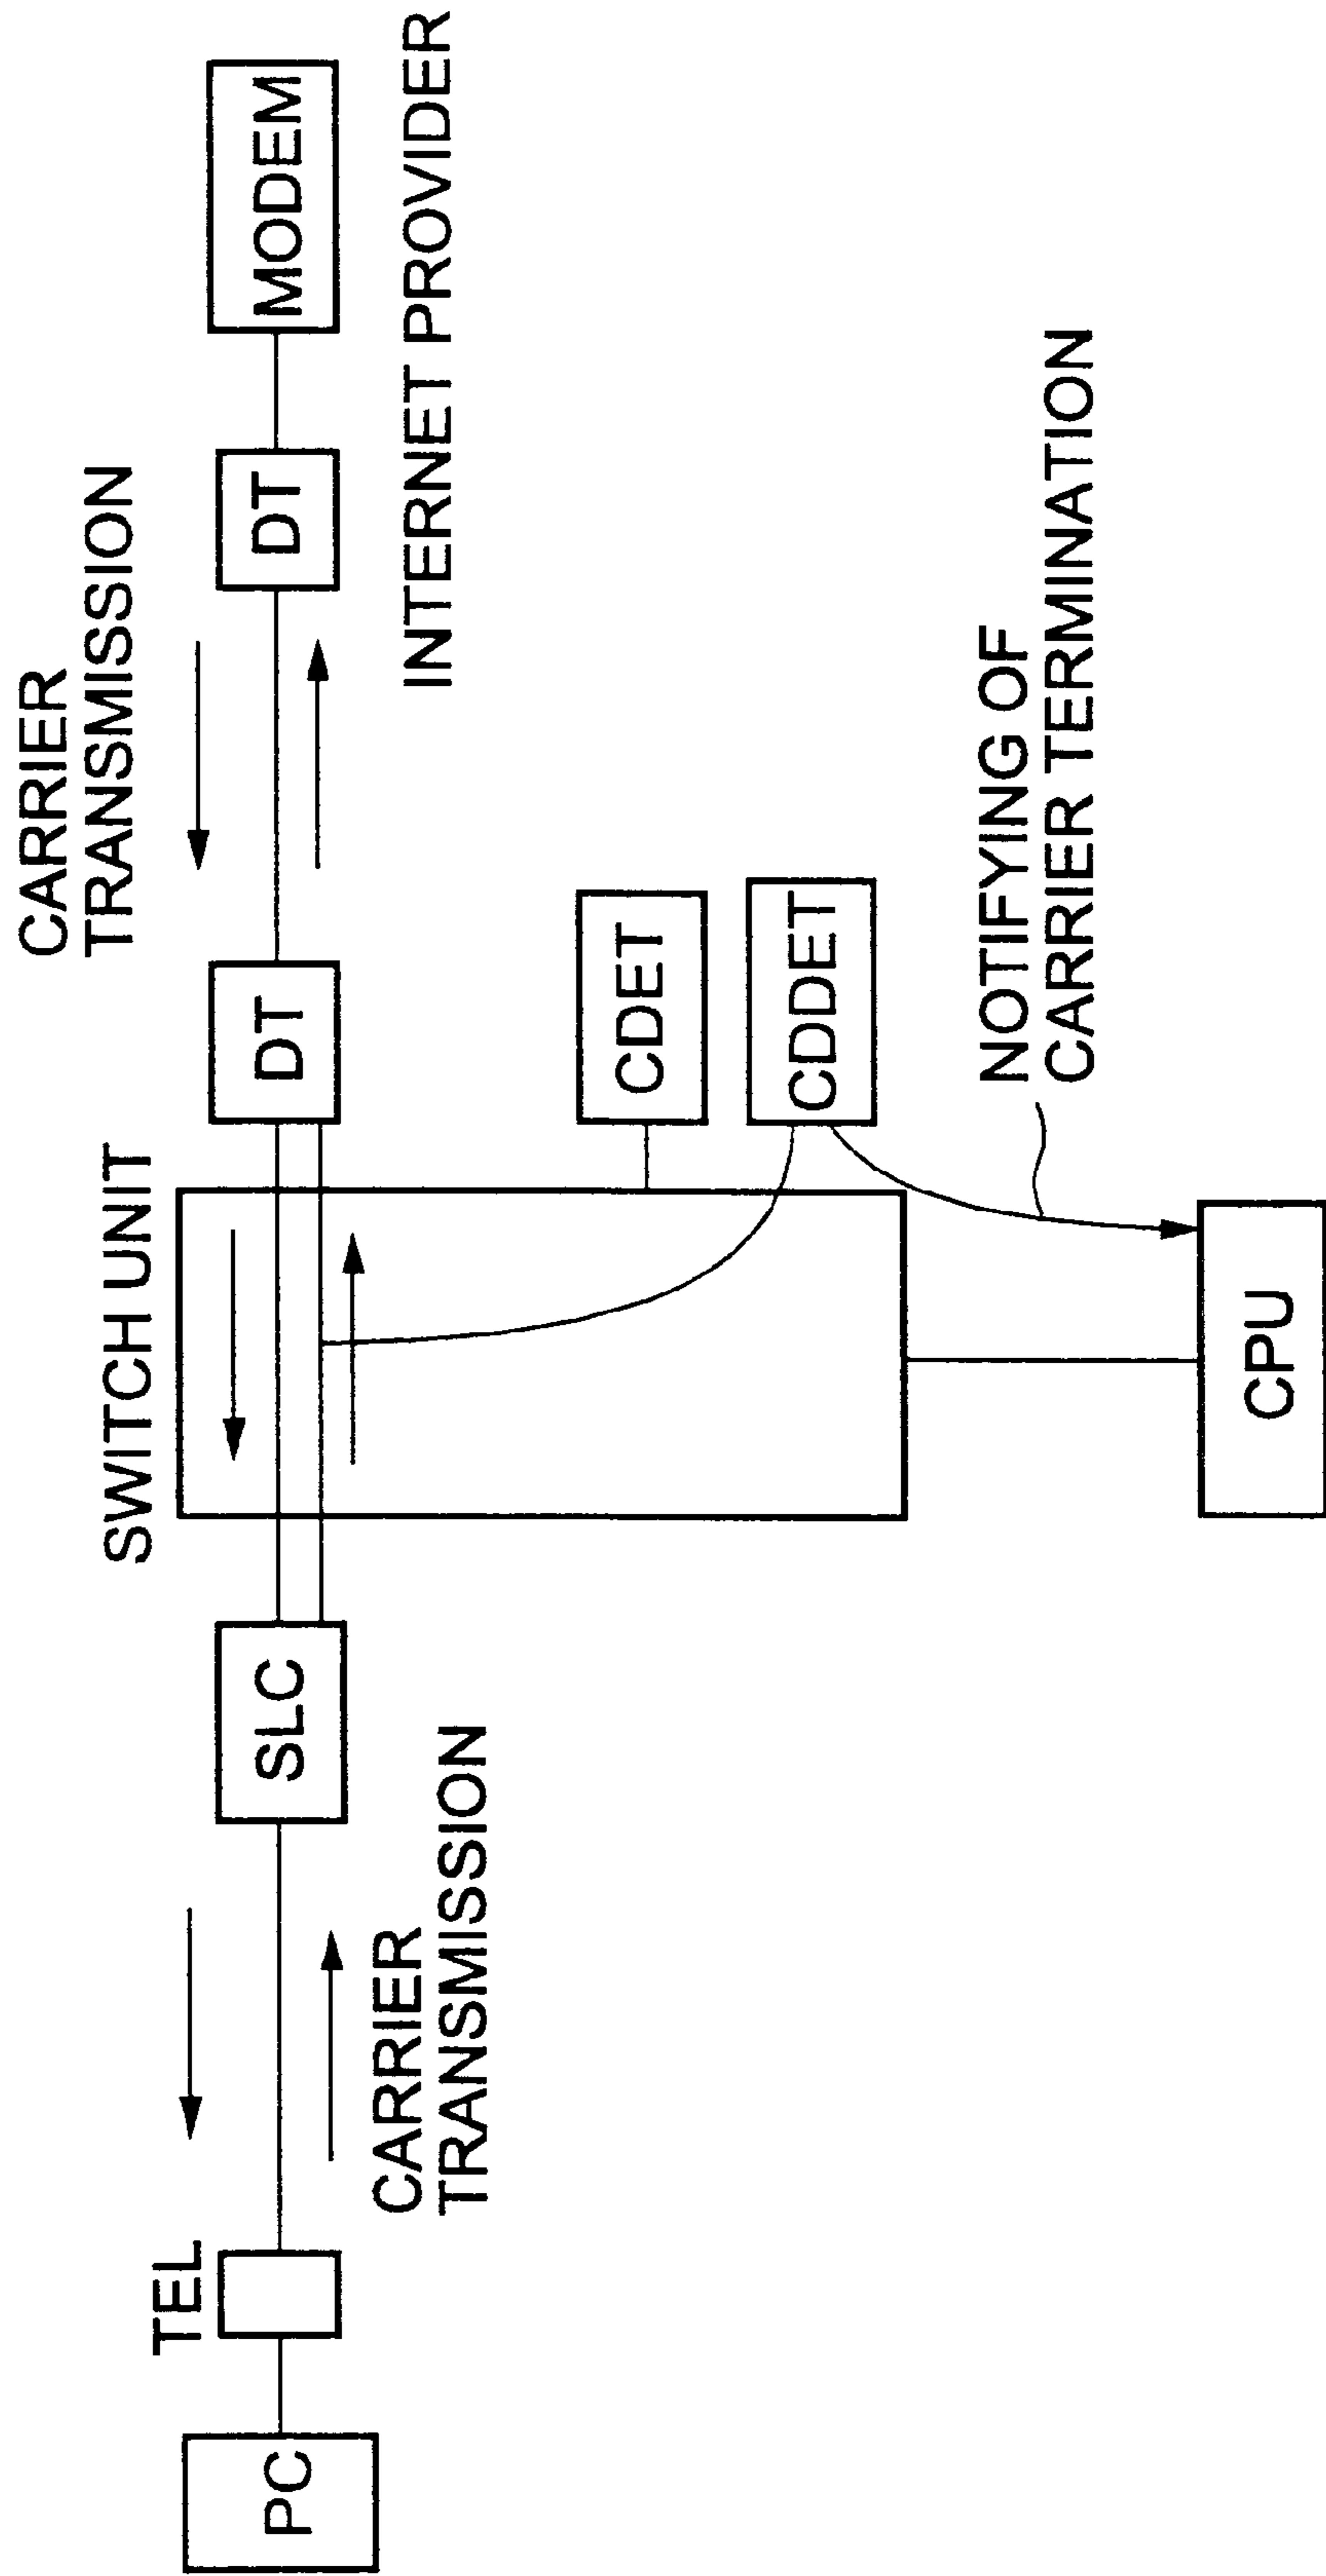 CARRIER
TRANSMISSION
SWITCH UNIT
TEL
PC
SLC
DT
DT
MODEM
CARRIER
TRANSMISSION
INTERNET PROVIDER
CDET
CDDET
NOTIFYING OF
CARRIER TERMINATION
CPU